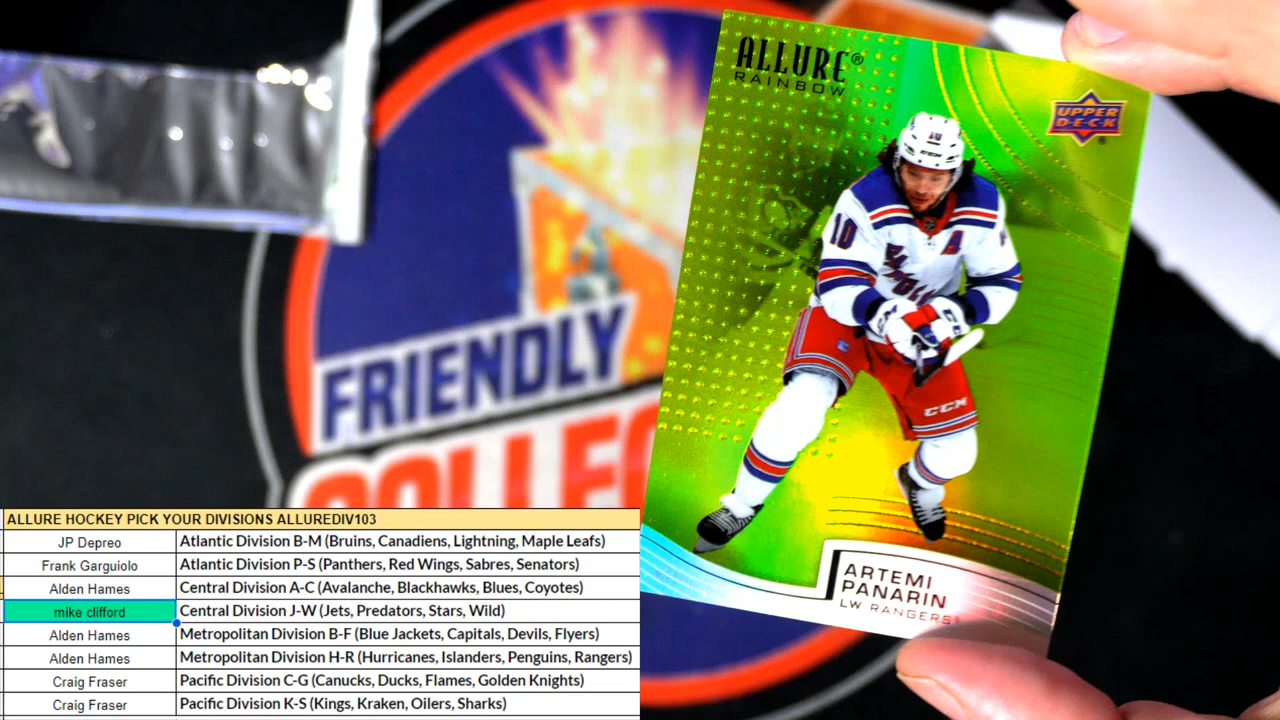 ALLURE®
RAINBOW
UPPER
DECK
10
10
A
CCM
ARTEMI
PANARIN
LW RANGERS
FRIENDLY
ALLURE HOCKEY PICK YOUR DIVISIONS ALLUREDIV103
JP Depreo Atlantic Division B-M (Bruins, Canadiens, Lightning, Maple Leafs)
Frank Garguiolo Atlantic Division P-S (Panthers, Red Wings, Sabres, Senators)
Alden Hames Central Division A-C (Avalanche, Blackhawks, Blues, Coyotes)
mike clifford Central Division J-W (Jets, Predators, Stars, Wild)
Alden Hames Metropolitan Division B-F (Blue Jackets, Capitals, Devils, Flyers)
Alden Hames Metropolitan Division H-R (Hurricanes, Islanders, Penguins, Rangers)
Craig Fraser Pacific Division C-G (Canucks, Ducks, Flames, Golden Knights)
Craig Fraser Pacific Division K-S (Kings, Kraken, Oilers, Sharks)